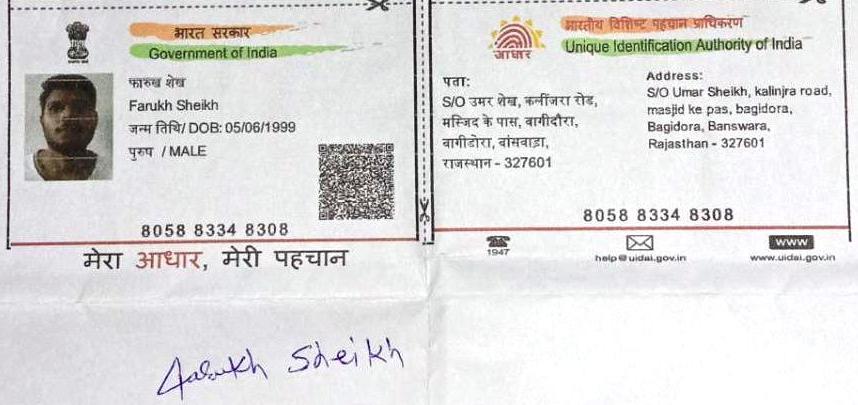 भारत सरकार
Government of India
फारुख शेख
Farukh Sheikh
जन्म तिथि/ DOB: 05/06/1999
पुरुष / MALE
8058 8334 8308
मेरा आधार, मेरी पहचान
भारतीय विशिष्ट पहचान प्राधिकरण
Unique Identification Authority of India
आधार
पता:
S/O उमर शेख, कनींजरा रोड,
मस्जिद के पास, वागीदौरा,
वागीडोरा, बांसवाड़ा,
राजस्थान - 327601
Address:
S/O Umar Sheikh, kalinjra road,
masjid ke pas, bagidora,
Bagidora, Banswara,
Rajasthan - 327601
8058 8334 8308
1947
help@uidai.gov.in
WWW
www.uidai.gov.in
Farukh Sheikh